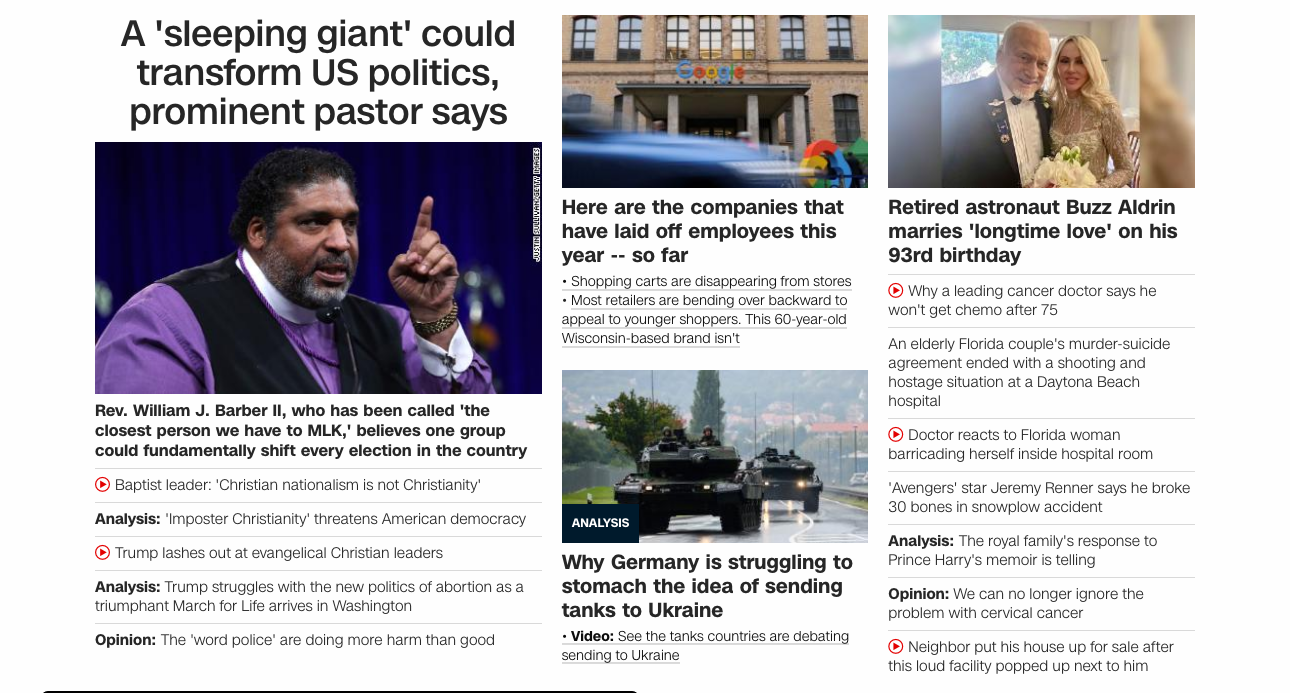 A 'sleeping giant' could
transform US politics,
prominent pastor says
JUSTIN SULLIVAN/GETTY IMAGES
Rev. William J. Barber II, who has been called 'the
closest person we have to MLK,' believes one group
could fundamentally shift every election in the country
Baptist leader: 'Christian nationalism is not Christianity'
Analysis: 'Imposter Christianity' threatens American democracy
Trump lashes out at evangelical Christian leaders
Analysis: Trump struggles with the new politics of abortion as a
triumphant March for Life arrives in Washington
Opinion: The 'word police' are doing more harm than good
Google
Here are the companies that
have laid off employees this
year -- so far
• Shopping carts are disappearing from stores
• Most retailers are bending over backward to
appeal to younger shoppers. This 60-year-old
Wisconsin-based brand isn't
ANALYSIS
Why Germany is struggling to
stomach the idea of sending
tanks to Ukraine
• Video: See the tanks countries are debating
sending to Ukraine
Retired astronaut Buzz Aldrin
marries 'longtime love' on his
93rd birthday
Why a leading cancer doctor says he
won't get chemo after 75
An elderly Florida couple's murder-suicide
agreement ended with a shooting and
hostage situation at a Daytona Beach
hospital
Doctor reacts to Florida woman
barricading herself inside hospital room
'Avengers' star Jeremy Renner says he broke
30 bones in snowplow accident
Analysis: The royal family's response to
Prince Harry's memoir is telling
Opinion: We can no longer ignore the
problem with cervical cancer
Neighbor put his house up for sale after
this loud facility popped up next to him